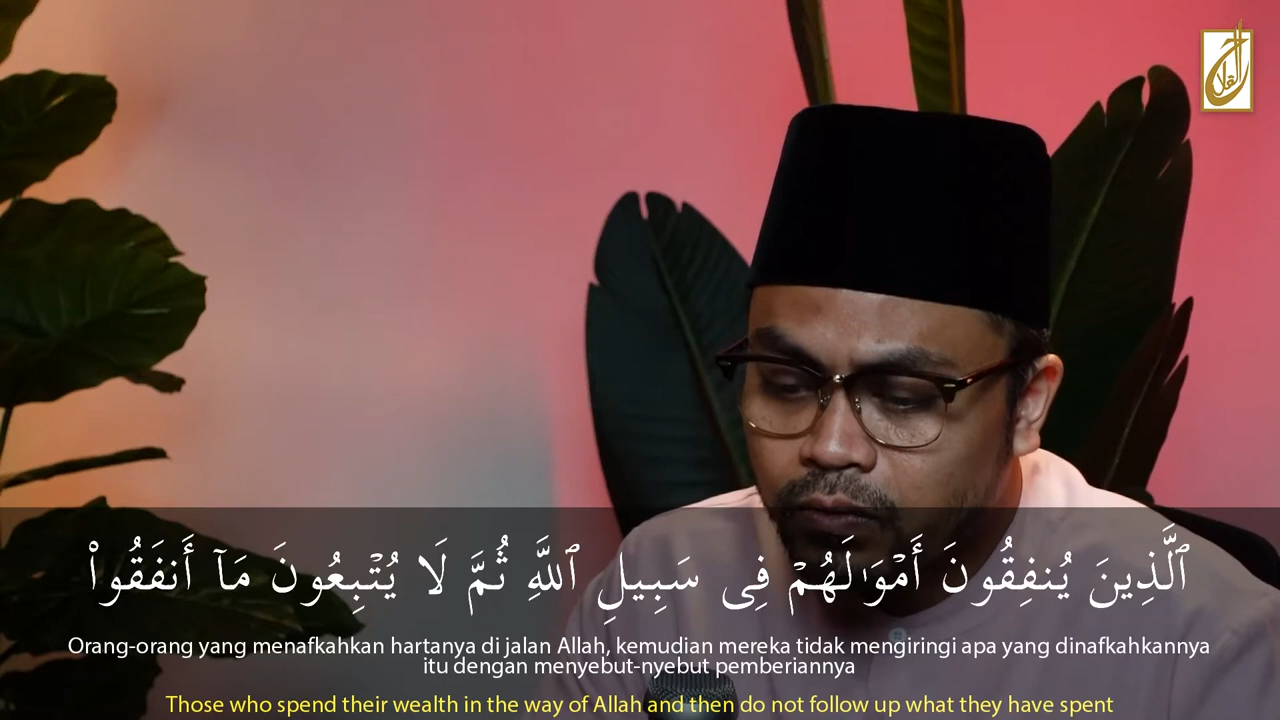 ٱلَّذِينَ يُنفِقُونَ أَمْوَٰلَهُمْ فِى سَبِيلِ ٱللَّهِ ثُمَّ لَا يُتْبِعُونَ مَآ أَنفَقُوا۟
Orang-orang yang menafkahkan hartanya di jalan Allah, kemudian mereka tidak mengiringi apa yang dinafkahkannya
itu dengan menyebut-nyebut pemberiannya
Those who spend their wealth in the way of Allah and then do not follow up what they have spent